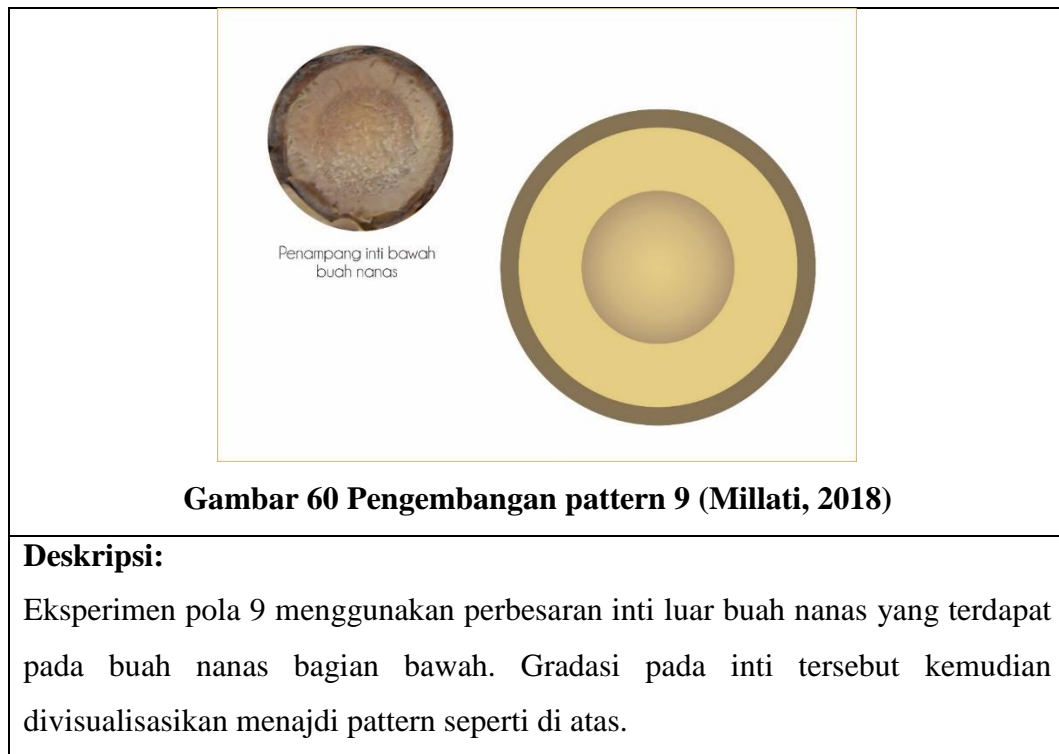 Penampang inti bawah
buah nanas
Gambar 60 Pengembangan pattern 9 (Millati, 2018)
Deskripsi:
Eksperimen pola 9 menggunakan perbesaran inti luar buah nanas yang terdapat
pada buah nanas bagian bawah. Gradasi pada inti tersebut kemudian
divisualisasikan menajdi pattern seperti di atas.